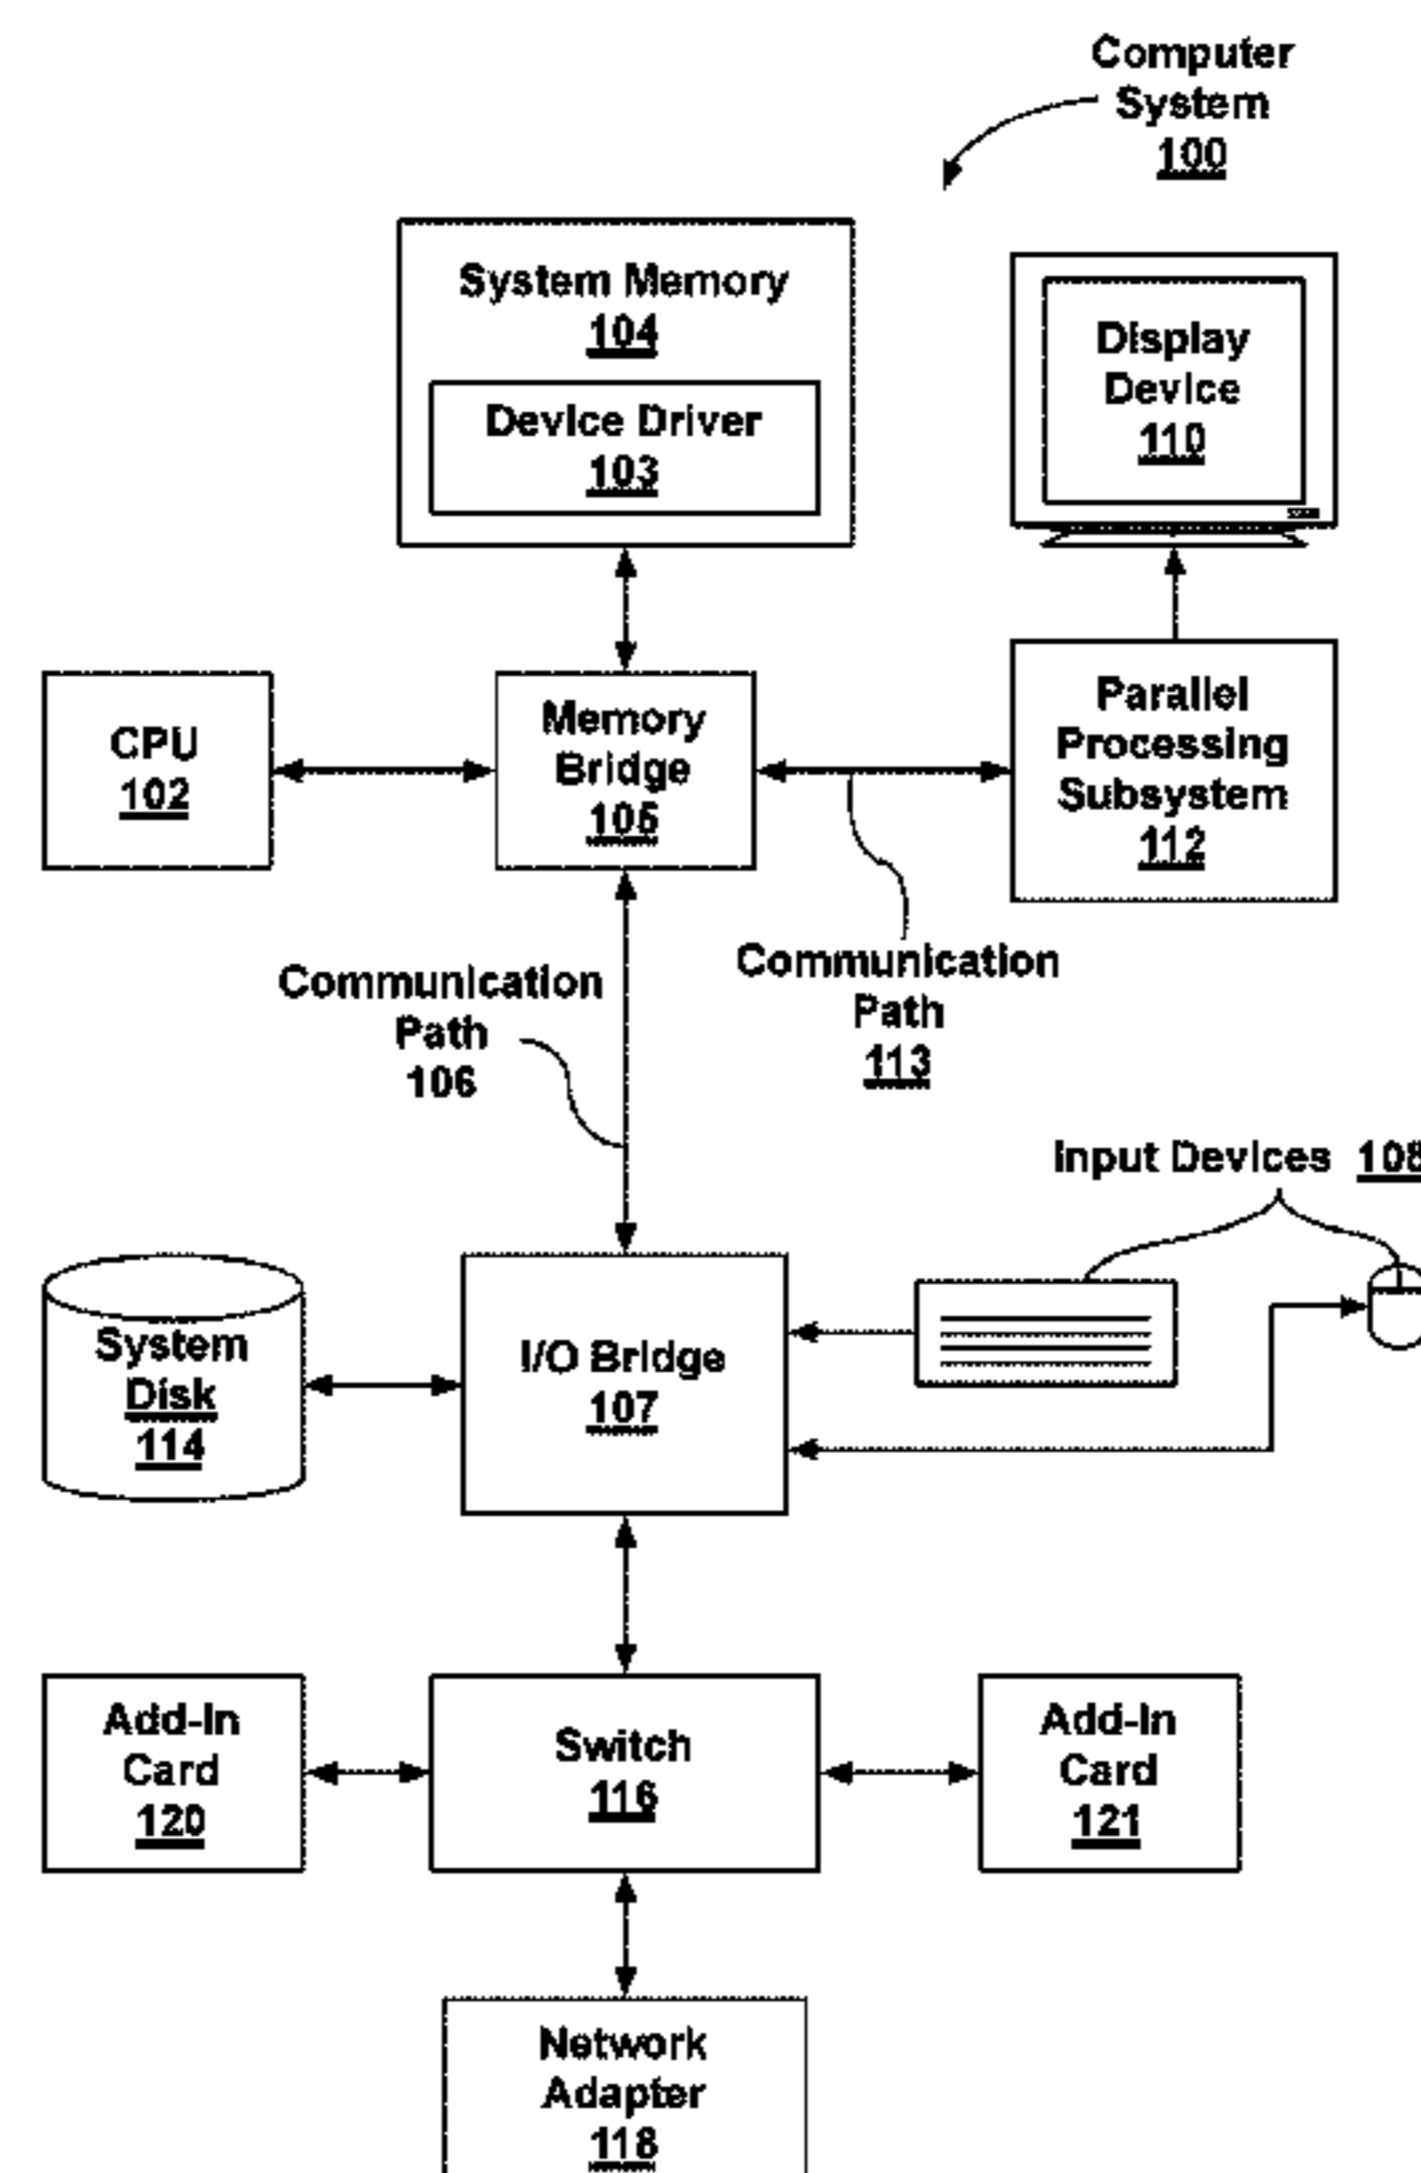 Computer
System
100
System Memory
104
Device Driver
103
Display
Device
110
CPU
102
Memory
Bridge
105
Parallel
Processing
Subsystem
112
Communication
Path
106
Communication
Path
113
Input Devices 108
System
Disk
114
I/O Bridge
107
Add-In
Card
120
Switch
116
Add-In
Card
121
Network
Adapter
118